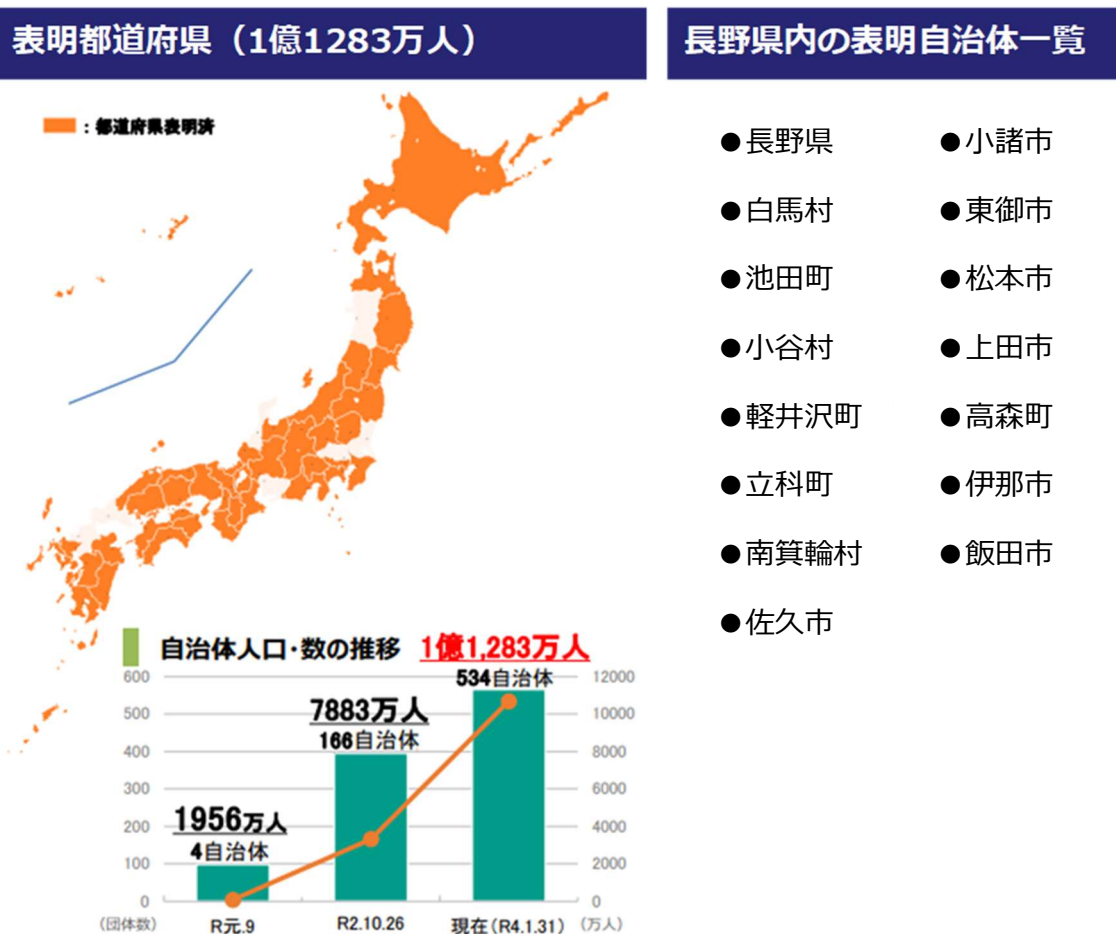 表明都道府県（1億1283万人）
：都道府県表明済
自治体人口･数の推移 1億1,283万人
534自治体
7883万人
166自治体
1956万人
4自治体
600
500
400
300
200
100
0
12000
10000
8000
6000
4000
2000
0
(団体数)
R元.9
R2.10.26
現在(R4.1.31)
(万人)
長野県内の表明自治体一覧
●長野県 ●小諸市
●白馬村 ●東御市
●池田町 ●松本市
●小谷村 ●上田市
●軽井沢町 ●高森町
●立科町 ●伊那市
●南箕輪村 ●飯田市
●佐久市